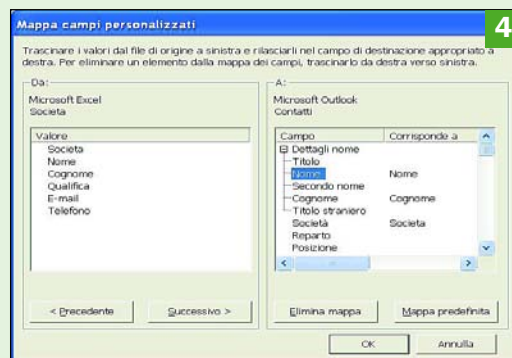 Mappa campi personalizzati
4
Trascinare i valori dal file di origine a sinistra e rilasciarli nel campo di destinazione appropriato a
destra. Per eliminare un elemento dalla mappa dei campi, trascinarlo da destra verso sinistra.
Da:
Microsoft Excel
Societa
Valore
Societa
Nome
Cognome
Qualifica
E-mail
Telefono
< Precedente
Successivo >
A:
Microsoft Outlook
Contatti
Campo Corrisponde a
Dettagli nome
Titolo
Nome Nome
Secondo nome
Cognome Cognome
Titolo straniero
Società Societa
Reparto
Posizione
Elimina mappa
Mappa predefinita
OK
Annulla